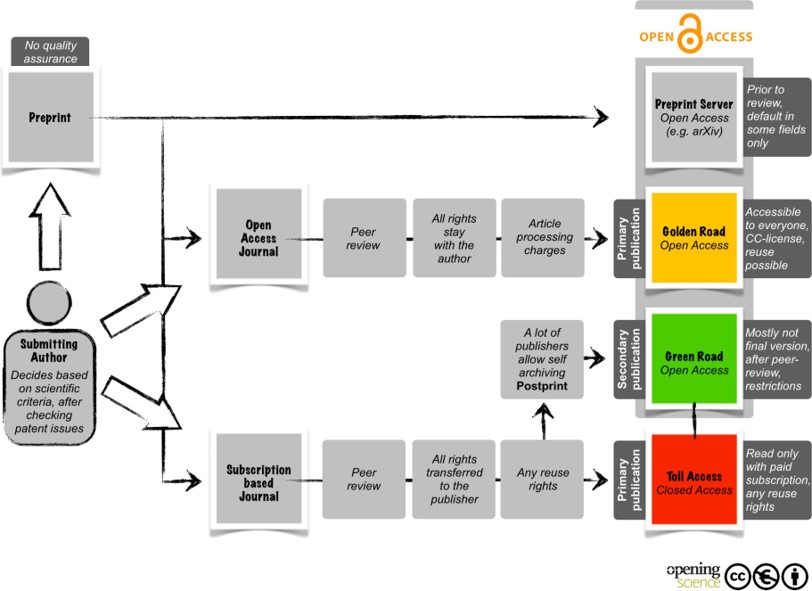 OPEN ACCESS
No quality
assurance
Preprint
Preprint Server
Open Access
(e.g. arXiv)
Prior to
review,
default in
some fields
only
Open
Access
Journal
Peer
review
All rights
stay
with the
author
Article
processing
charges
Primary
publication
Golden Road
Open Access
Accessible
to everyone,
CC-license,
reuse
possible
Submitting
Author
Decides based
on scientific
criteria, after
checking
patent issues
A lot of
publishers
allow self
archiving
Postprint
Secondary
publication
Green Road
Open Access
Mostly not
final version,
after peer-
review,
restrictions
Subscription
based
Journal
Peer
review
All rights
transferred
to the
publisher
Any reuse
rights
Primary
publication
Toll Access
Closed Access
Read only
with paid
subscription,
any reuse
rights
opening
science
cc